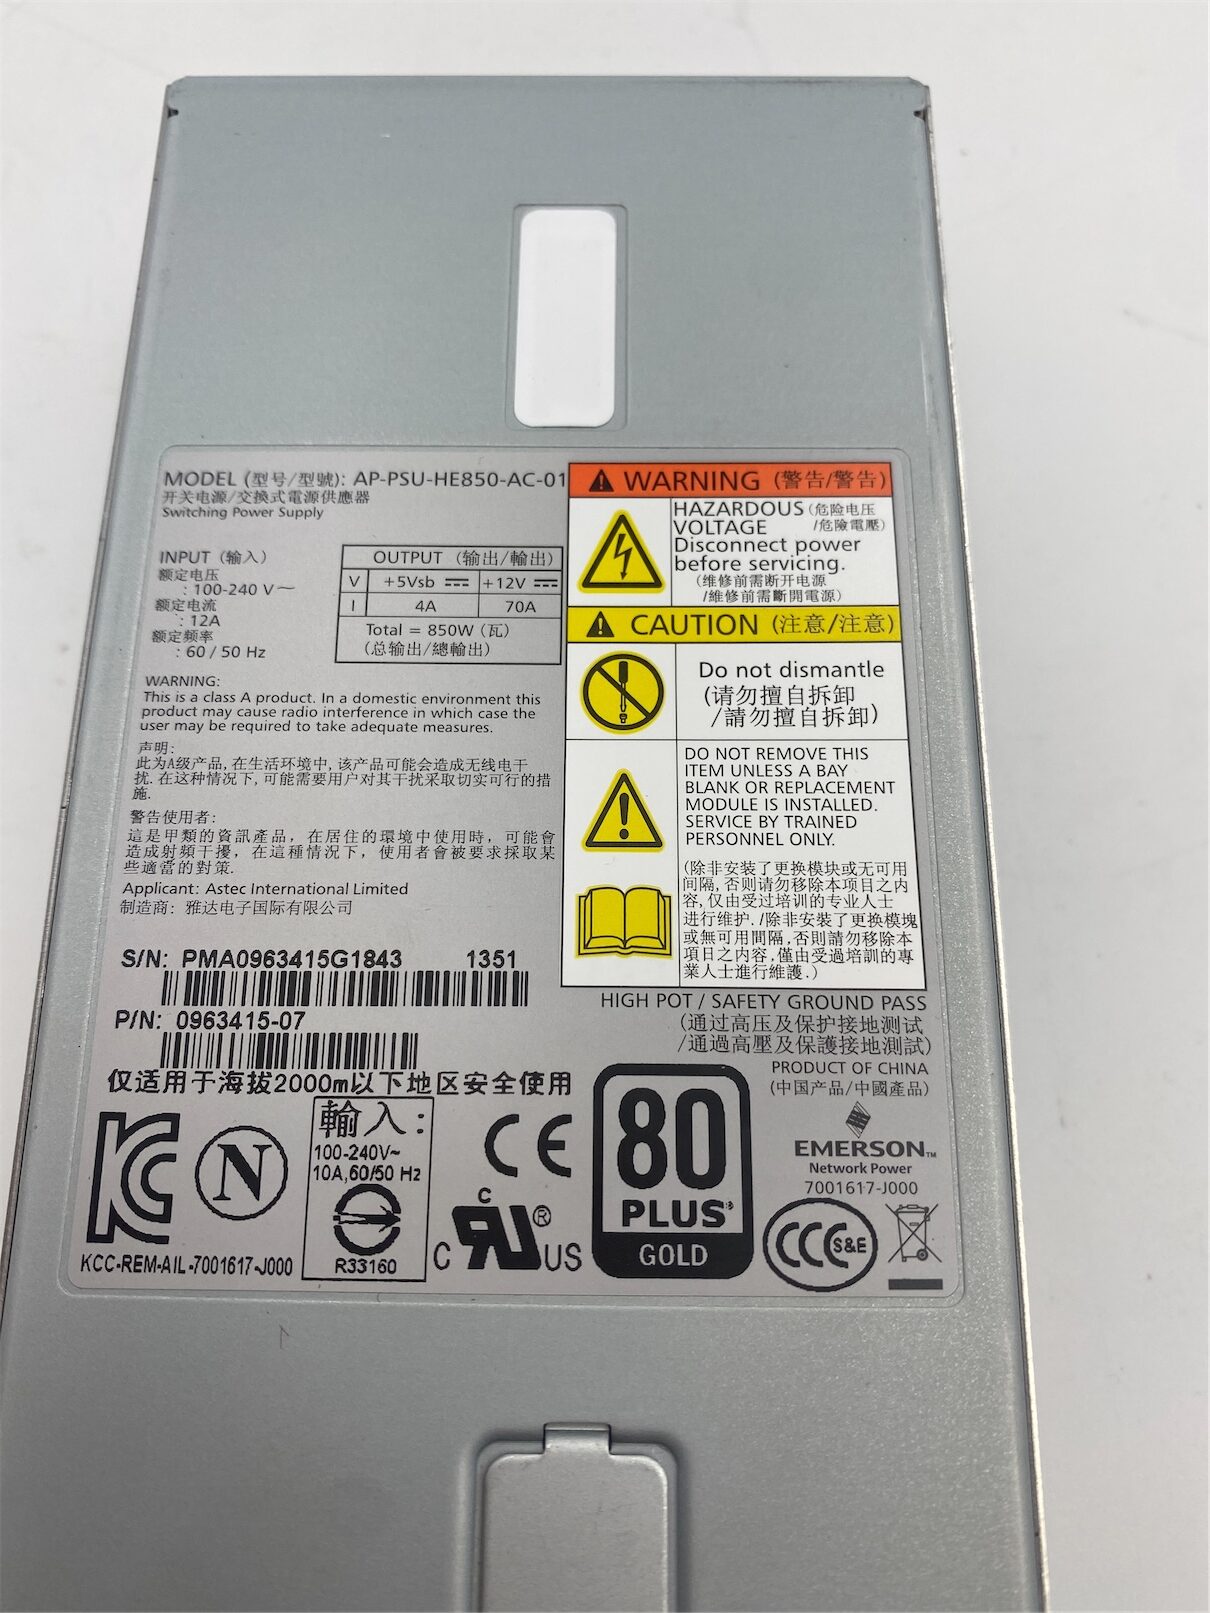 MODEL (型号/型號): AP-PSU-HE850-AC-01
开关电源/交換式電源供應器
Switching Power Supply
INPUT (输入)
额定电压
: 100-240 V~
额定电流
: 12A
额定频率
: 60 / 50 Hz
OUTPUT (输出/輸出)
V +5Vsb +12V
I 4A 70A
Total = 850W (瓦)
(总输出/總輸出)
WARNING:
This is a class A product. In a domestic environment this
product may cause radio interference in which case the
user may be required to take adequate measures.
声明:
此为A级产品, 在生活环境中, 该产品可能会造成无线电干
扰. 在这种情况下, 可能需要用户对其干扰采取切实可行的措
施.
警告使用者:
這是甲類的資訊產品，在居住的環境中使用時，可能會
造成射頻干擾，在這種情況下，使用者會被要求採取某
些適當的對策.
Applicant: Astec International Limited
制造商: 雅达电子国际有限公司
S/N: PMA0963415G1843 1351
P/N: 0963415-07
仅适用于海拔2000m以下地区安全使用
WARNING (警告/警告)
HAZARDOUS (危险电压
VOLTAGE /危險電壓)
Disconnect power
before servicing.
(维修前需断开电源
/維修前需斷開電源)
CAUTION (注意/注意)
Do not dismantle
(请勿擅自拆卸
/請勿擅自拆卸)
DO NOT REMOVE THIS
ITEM UNLESS A BAY
BLANK OR REPLACEMENT
MODULE IS INSTALLED.
SERVICE BY TRAINED
PERSONNEL ONLY.
(除非安装了更换模块或无可用
间隔, 否则请勿移除本项目之内
容, 仅由受过培训的专业人士
进行维护. /除非安裝了更換模塊
或無可用間隔, 否則請勿移除本
項目之内容, 僅由受過培訓的專
業人士進行維護.)
HIGH POT / SAFETY GROUND PASS
(通过高压及保护接地测试
/通過高壓及保護接地測試)
PRODUCT OF CHINA
(中国产品/中國產品)
EMERSON™
Network Power
7001617-J000
KC
KCC-REM-AIL-7001617-J000
N
輸入:
100-240V~
10A,60/50 Hz
R33160
CE
c RU ® C US
80
PLUS®
GOLD
CCC S&E